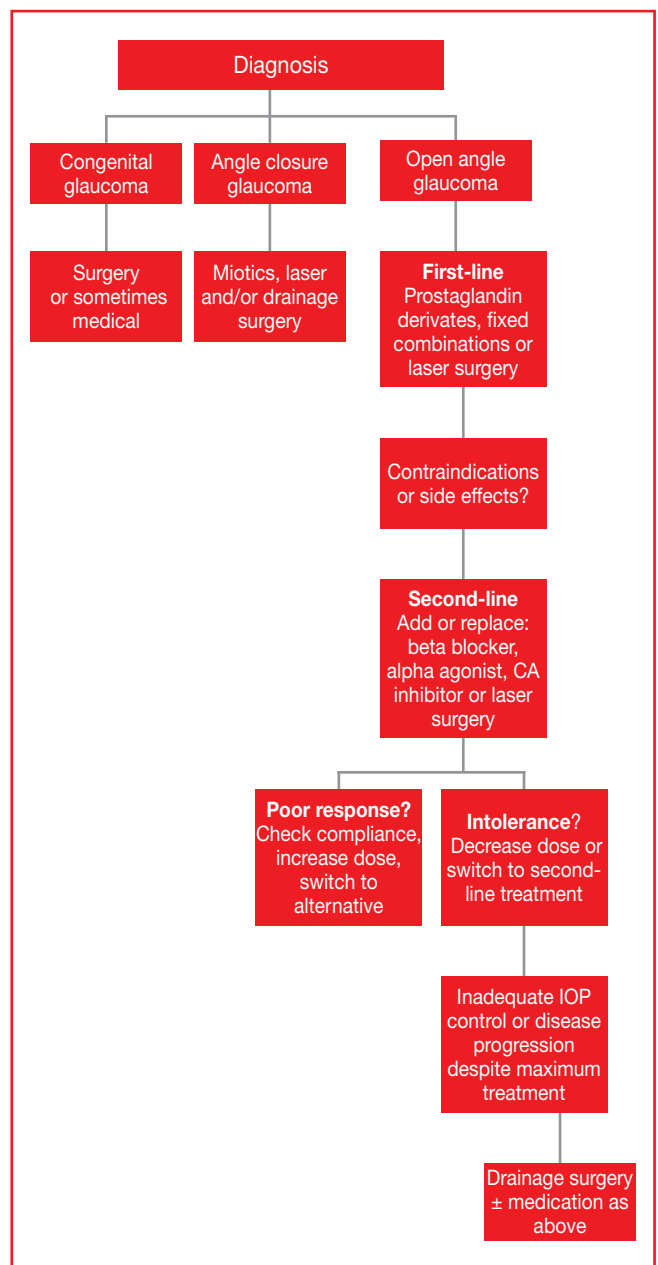 Diagnosis
Congenital
glaucoma
Angle closure
glaucoma
Open angle
glaucoma
Surgery
or sometimes
medical
Miotics, laser
and/or drainage
surgery
First-line
Prostaglandin
derivates, fixed
combinations or
laser surgery
Contraindications
or side effects?
Second-line
Add or replace:
beta blocker,
alpha agonist, CA
inhibitor or laser
surgery
Poor response?
Check compliance,
increase dose,
switch to
alternative
Intolerance?
Decrease dose or
switch to second-
line treatment
Inadequate IOP
control or disease
progression
despite maximum
treatment
Drainage surgery
± medication as
above